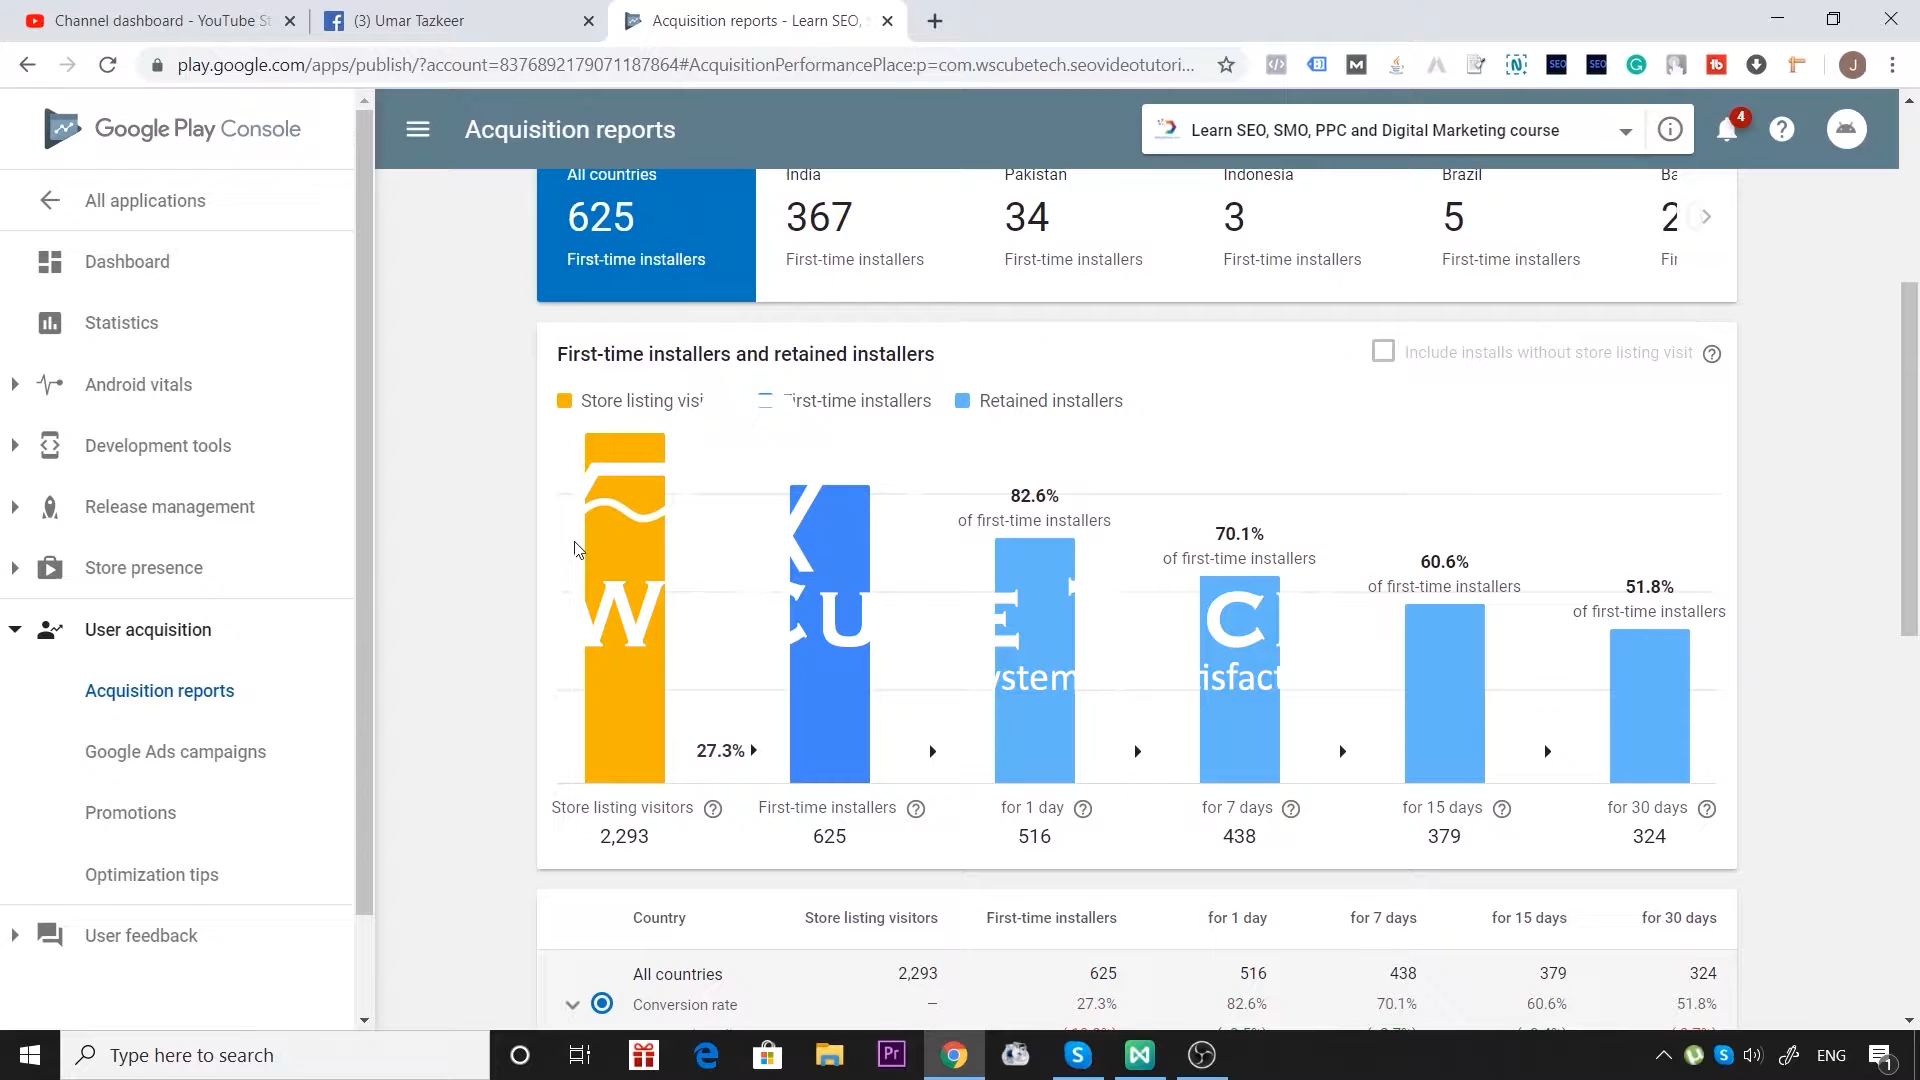 Channel dashboard - YouTube St
(3) Umar Tazkeer
Acquisition reports - Learn SEO,
play.google.com/apps/publish/?account=8376892179071187864#AcquisitionPerformancePlace:p=com.wscubetech.seovideotutori...
Google Play Console
Acquisition reports
Learn SEO, SMO, PPC and Digital Marketing course
4
All applications
Dashboard
Statistics
Android vitals
Development tools
Release management
Store presence
User acquisition
Acquisition reports
Google Ads campaigns
Promotions
Optimization tips
User feedback
All countries India Pakistan Indonesia Brazil Ba
625 367 34 3 5 2
First-time installers First-time installers First-time installers First-time installers First-time installers Fir
First-time installers and retained installers
Include installs without store listing visit
Store listing visi First-time installers Retained installers
82.6%
of first-time installers
70.1%
of first-time installers
60.6%
of first-time installers
51.8%
of first-time installers
27.3%
Store listing visitors First-time installers for 1 day for 7 days for 15 days for 30 days
2,293 625 516 438 379 324
Country Store listing visitors First-time installers for 1 day for 7 days for 15 days for 30 days
All countries 2,293 625 516 438 379 324
Conversion rate – 27.3% 82.6% 70.1% 60.6% 51.8%
Type here to search
Pr
ENG
1